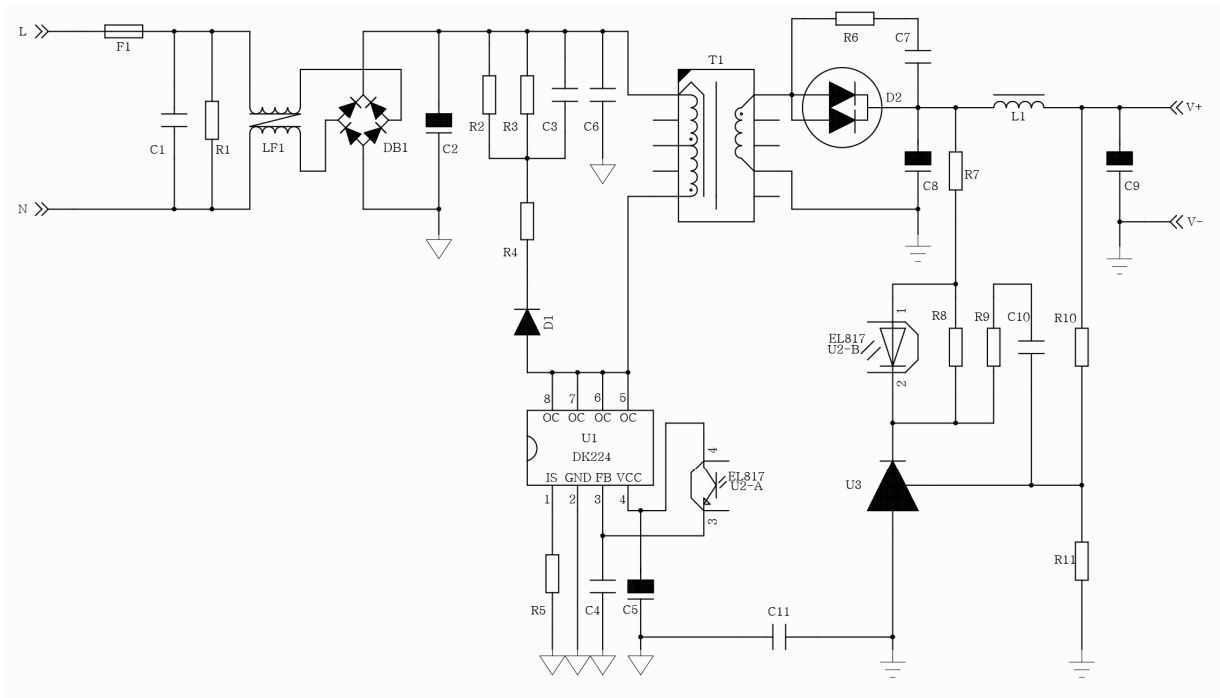 L
F1
C1
R1
LF1
DB1
C2
R2
R3
C3
C6
T1
R6
C7
D2
L1
V+
C8
R7
C9
V-
N
R4
D1
EL817
U2-B
1
2
R8
R9
C10
R10
8
7
6
5
OC
OC
OC
OC
U1
DK224
IS
GND
FB
VCC
1
2
3
4
4
EL817
U2-A
3
U3
R11
R5
C4
C5
C11